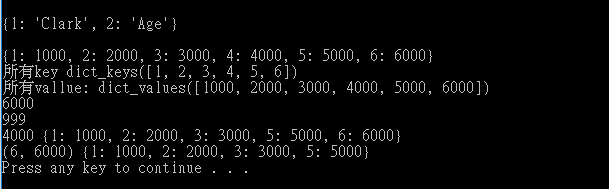 {1: 'Clark', 2: 'Age'}
{1: 1000, 2: 2000, 3: 3000, 4: 4000, 5: 5000, 6: 6000}
所有key dict_keys([1, 2, 3, 4, 5, 6])
所有vallue: dict_values([1000, 2000, 3000, 4000, 5000, 6000])
6000
999
4000 {1: 1000, 2: 2000, 3: 3000, 5: 5000, 6: 6000}
(6, 6000) {1: 1000, 2: 2000, 3: 3000, 5: 5000}
Press any key to continue . . .